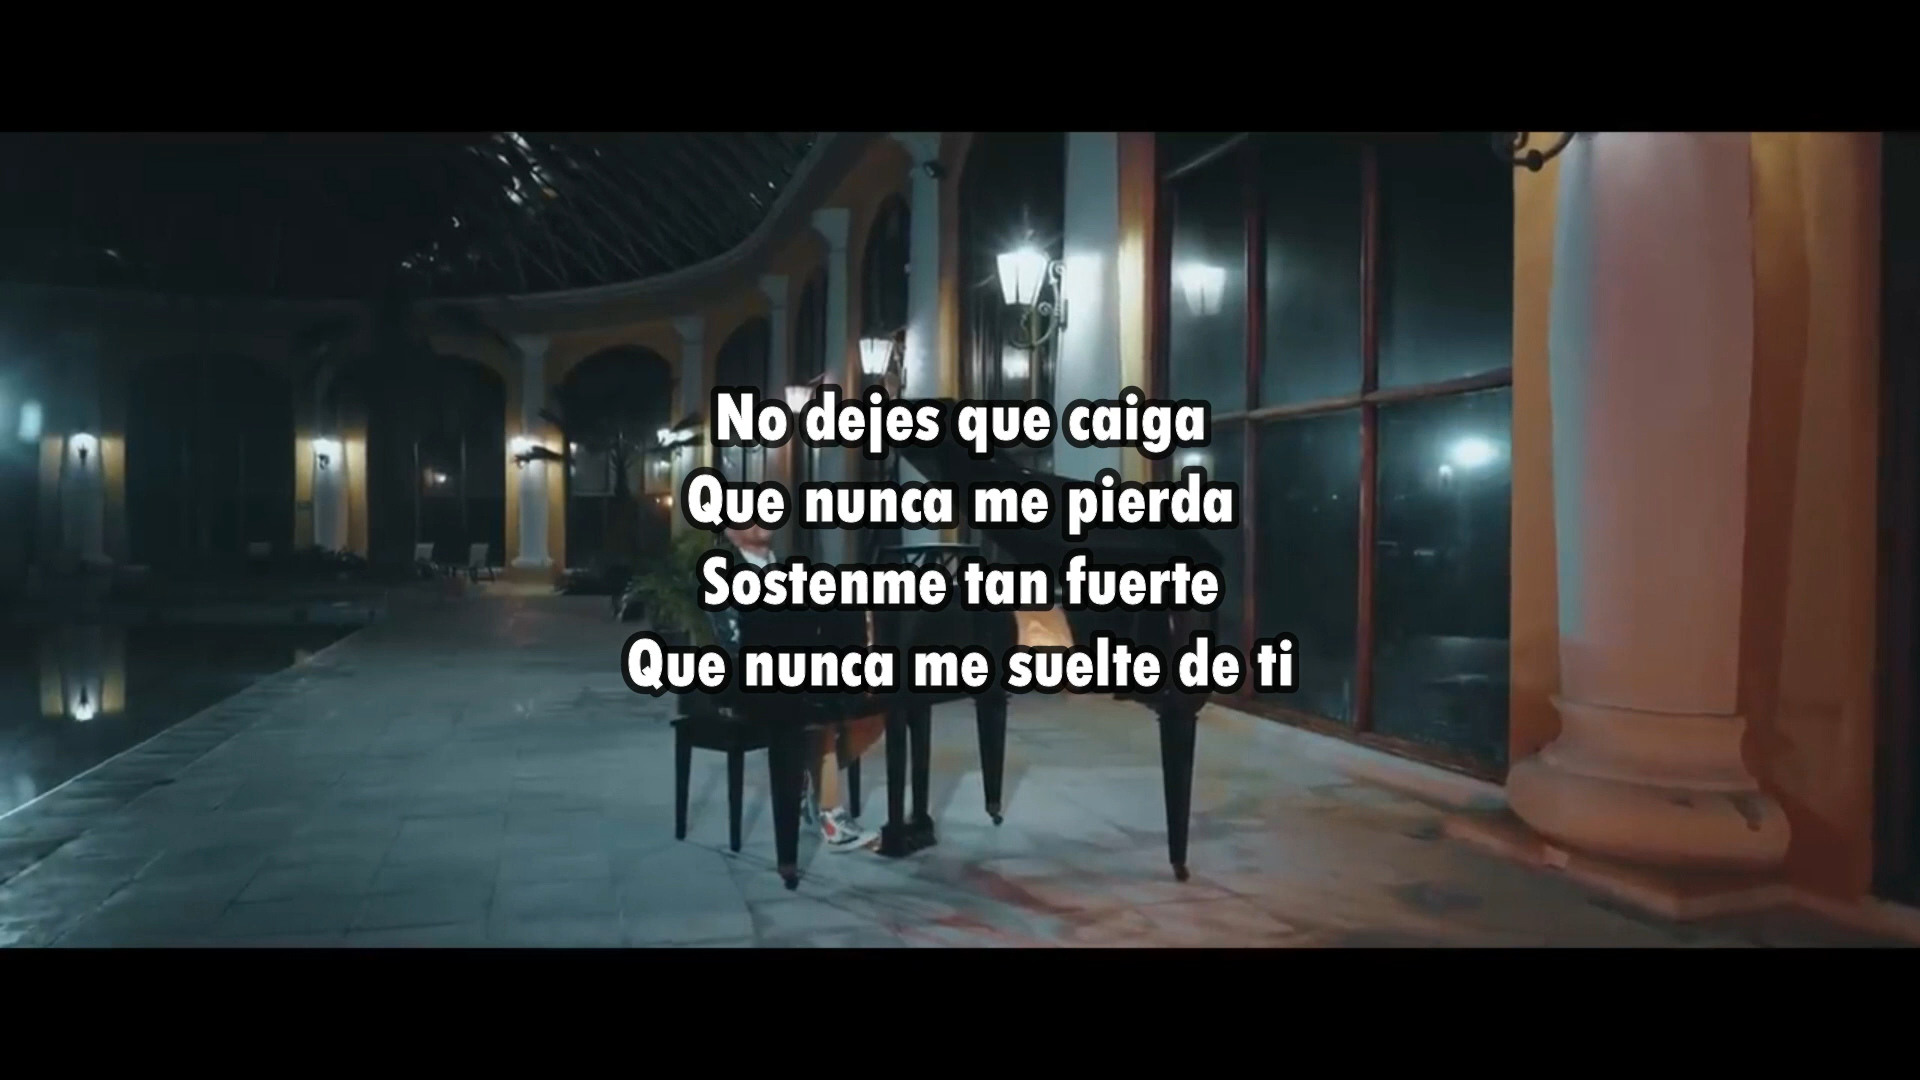 No dejes que caiga
Que nunca me pierda
Sostenme tan fuerte
Que nunca me suelte de ti